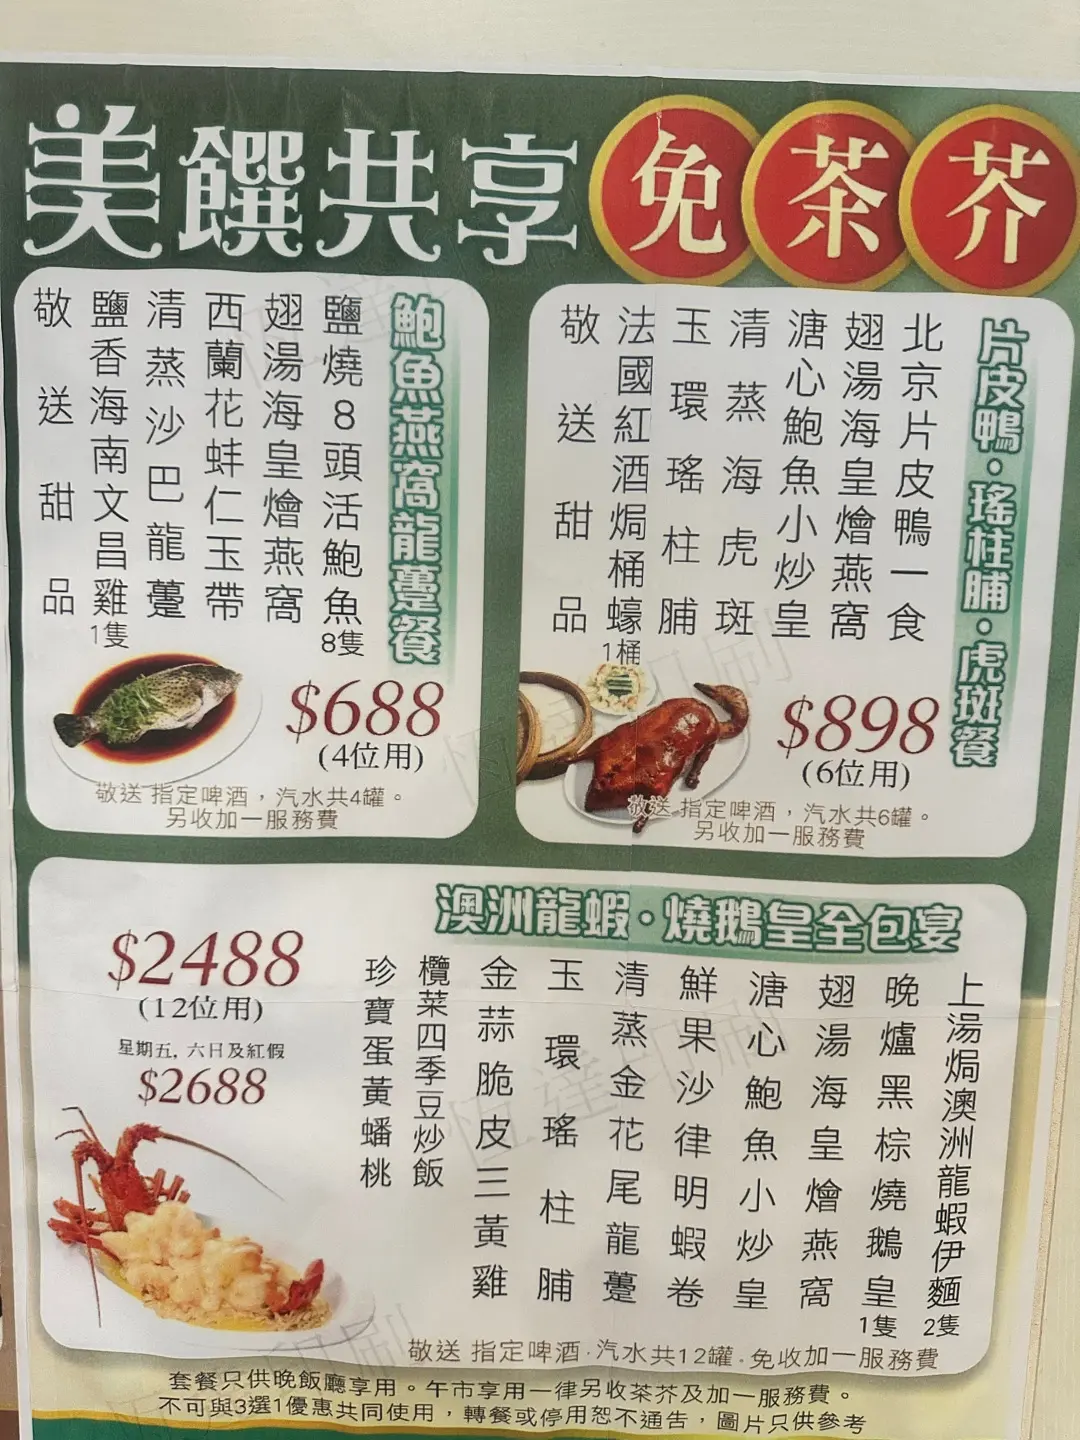 美饌共享 免茶芥
鮑魚燕窩龍躉餐
鹽燒8頭活鮑魚 8隻
翅湯海皇燴燕窩
西蘭花蚌仁玉帶
清蒸沙巴龍躉
鹽香海南文昌雞 1隻
敬送甜品
$688
(4位用)
敬送 指定啤酒，汽水共4罐。
另收加一服務費
片皮鴨·瑤柱脯·虎斑餐
北京片皮鴨一食
翅湯海皇燴燕窩
溏心鮑魚小炒皇
清蒸海虎斑
玉環瑤柱脯
法國紅酒焗桶蠔 1桶
敬送甜品
$898
(6位用)
敬送 指定啤酒，汽水共6罐。
另收加一服務費
澳洲龍蝦·燒鵝皇全包宴
上湯焗澳洲龍蝦伊麵 2隻
晚爐黑棕燒鵝皇 1隻
翅湯海皇燴燕窩
溏心鮑魚小炒皇
鮮果沙律明蝦卷
清蒸金花尾龍躉
玉環瑤柱脯
金蒜脆皮三黃雞
欖菜四季豆炒飯
珍寶蛋黃蟠桃
$2488
(12位用)
星期五, 六日及紅假
$2688
敬送 指定啤酒·汽水共12罐·免收加一服務費
套餐只供晚飯廳享用。午市享用一律另收茶芥及加一服務費。
不可與3選1優惠共同使用，轉餐或停用恕不通告，圖片只供參考
恆達印刷
恆達印刷
恆達印刷